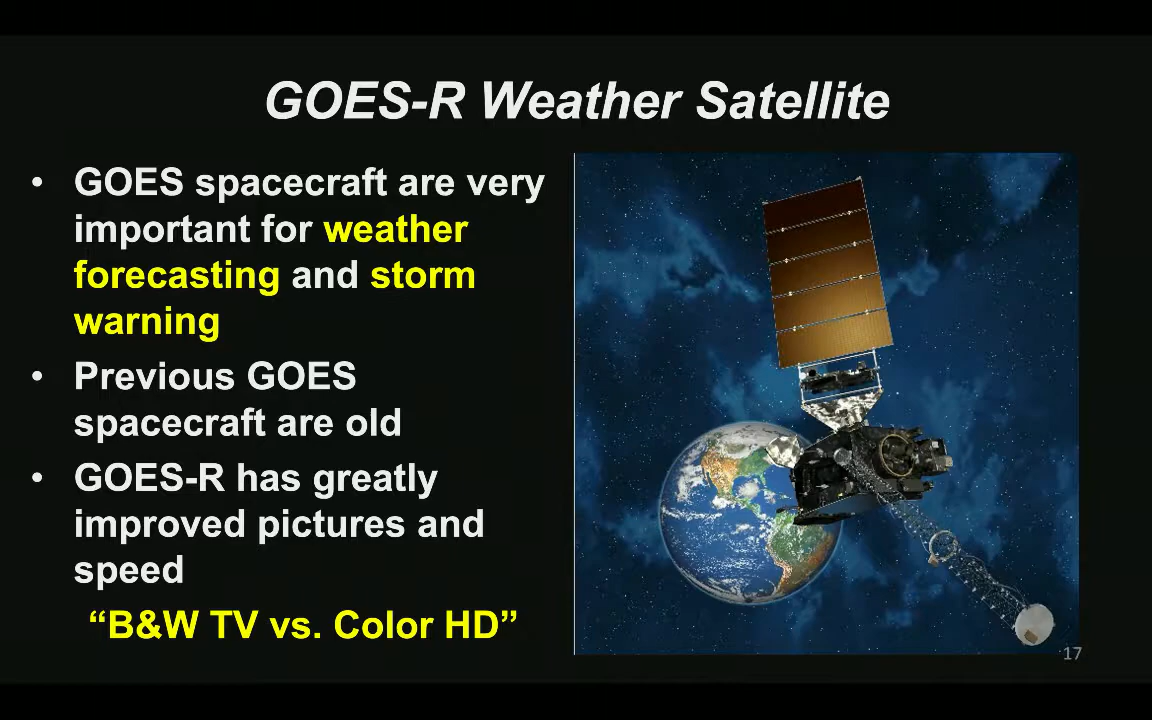 GOES-R Weather Satellite
• GOES spacecraft are very
important for weather
forecasting and storm
warning
• Previous GOES
spacecraft are old
• GOES-R has greatly
improved pictures and
speed
“B&W TV vs. Color HD”
17